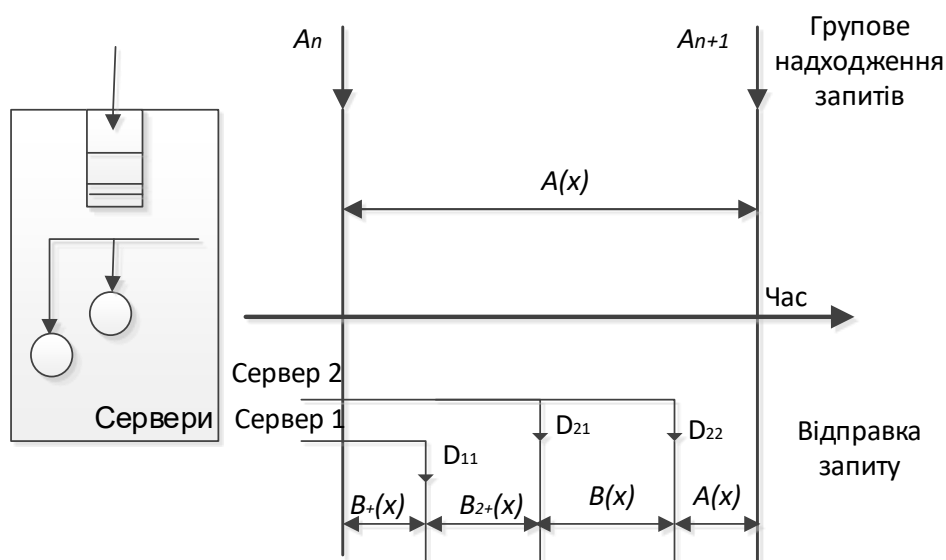 An
An+1
Групове
надходження
запитів
A(x)
Час
Сервер 2
Сервери
Сервер 1
D21
D22
Відправка
запиту
D11
B+(x)
B2+(x)
B(x)
A(x)